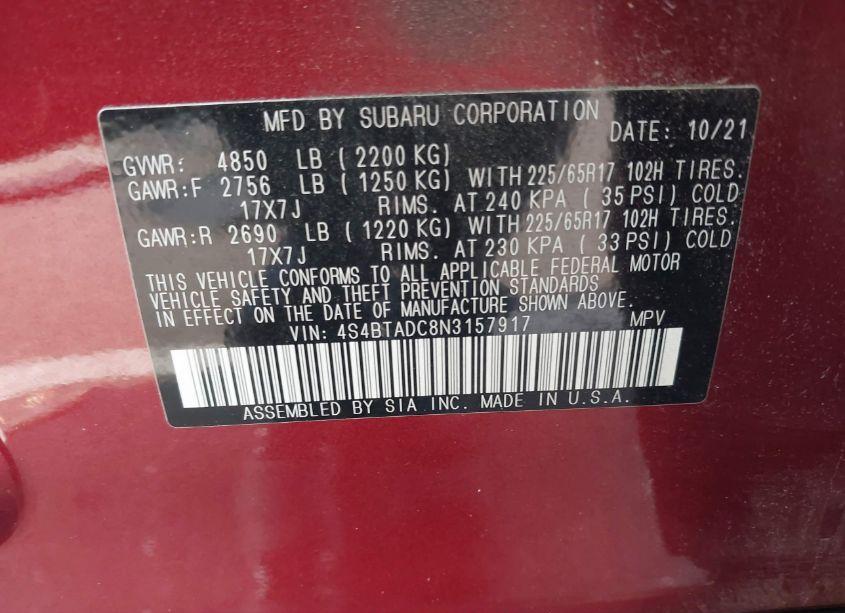 MFD BY SUBARU CORPORATION DATE: 10/21
GVWR: 4850 LB (2200 KG)
GAWR:F 2756 LB (1250 KG) WITH 225/65R17 102H TIRES.
17X7J RIMS. AT 240 KPA (35 PSI) COLD
GAWR:R 2690 LB (1220 KG) WITH 225/65R17 102H TIRES.
17X7J RIMS. AT 230 KPA (33 PSI) COLD
THIS VEHICLE CONFORMS TO ALL APPLICABLE FEDERAL MOTOR
VEHICLE SAFETY AND THEFT PREVENTION STANDARDS
IN EFFECT ON THE DATE OF MANUFACTURE SHOWN ABOVE.
VIN: 4S4BTADC8N3157917 MPV
ASSEMBLED BY SIA INC. MADE IN U.S.A.